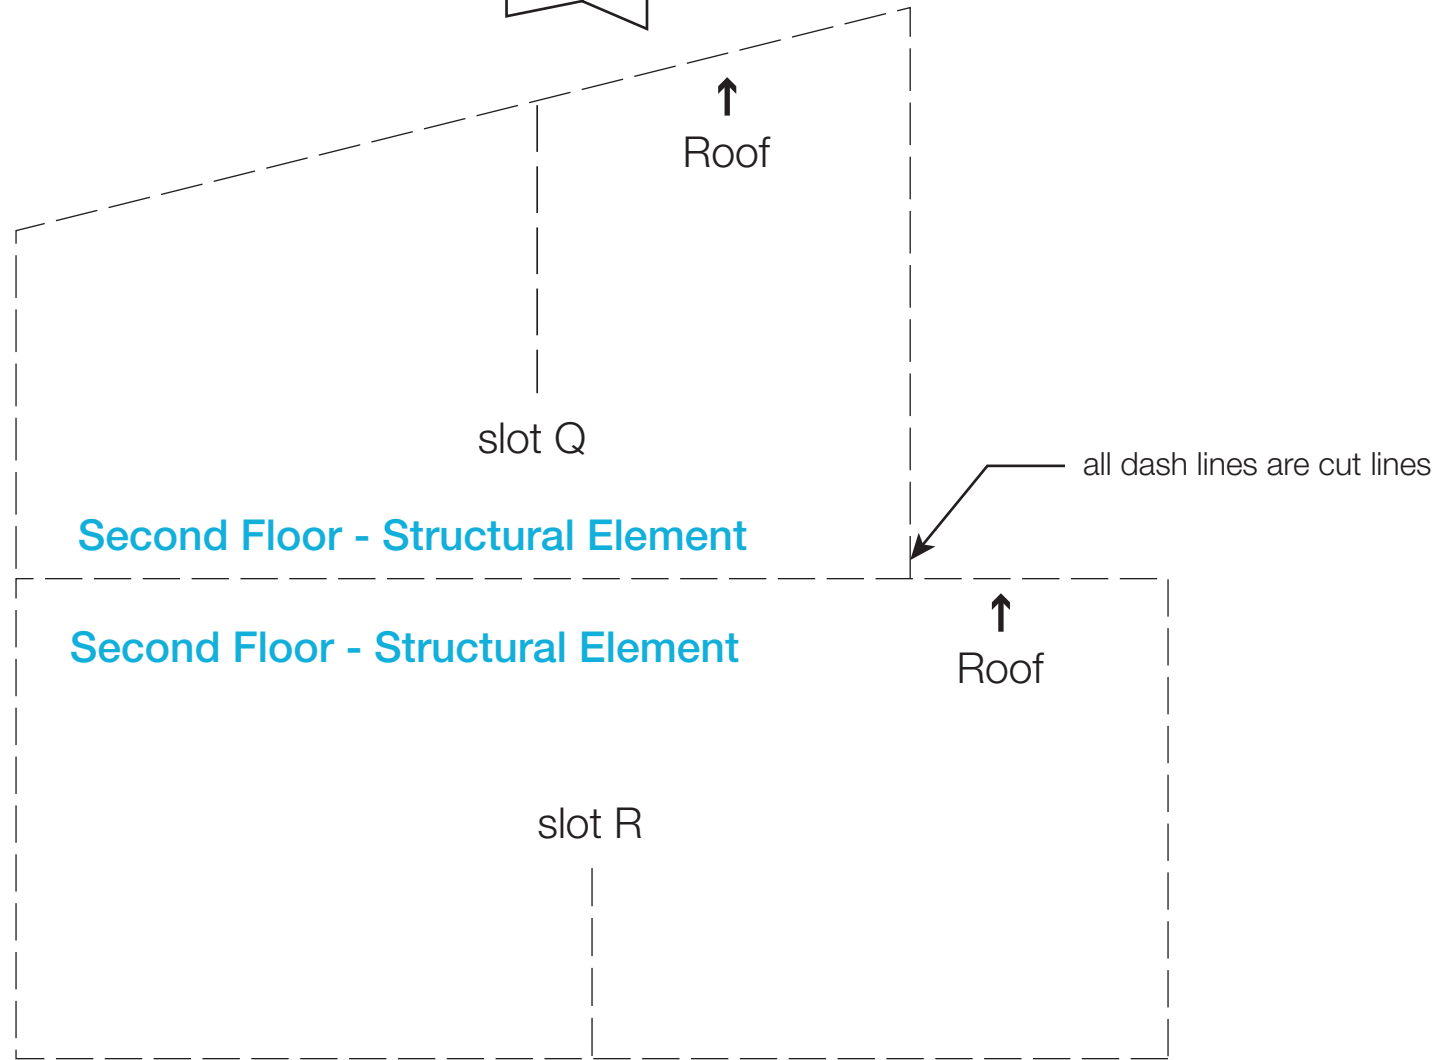 ↑
Roof
slot Q
all dash lines are cut lines
Second Floor - Structural Element
↑
Second Floor - Structural Element
Roof
slot R